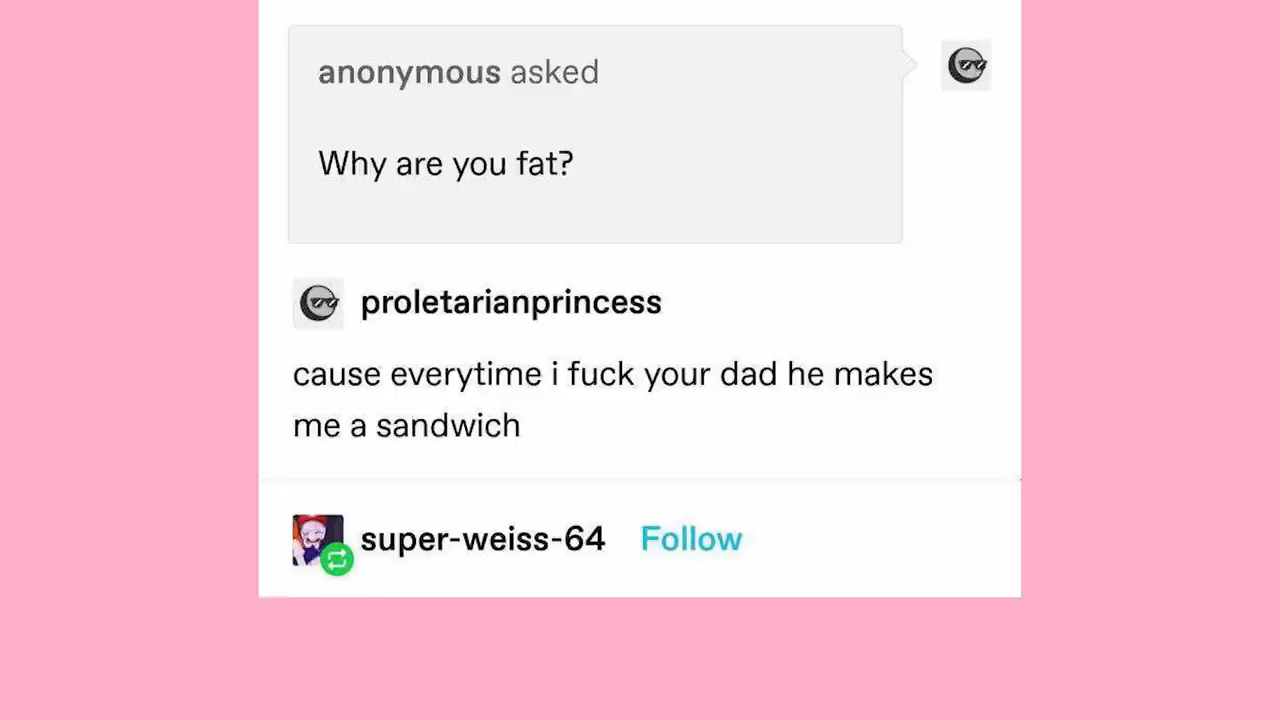 anonymous asked
Why are you fat?
proletarianprincess
cause everytime i fuck your dad he makes
me a sandwich
super-weiss-64 Follow